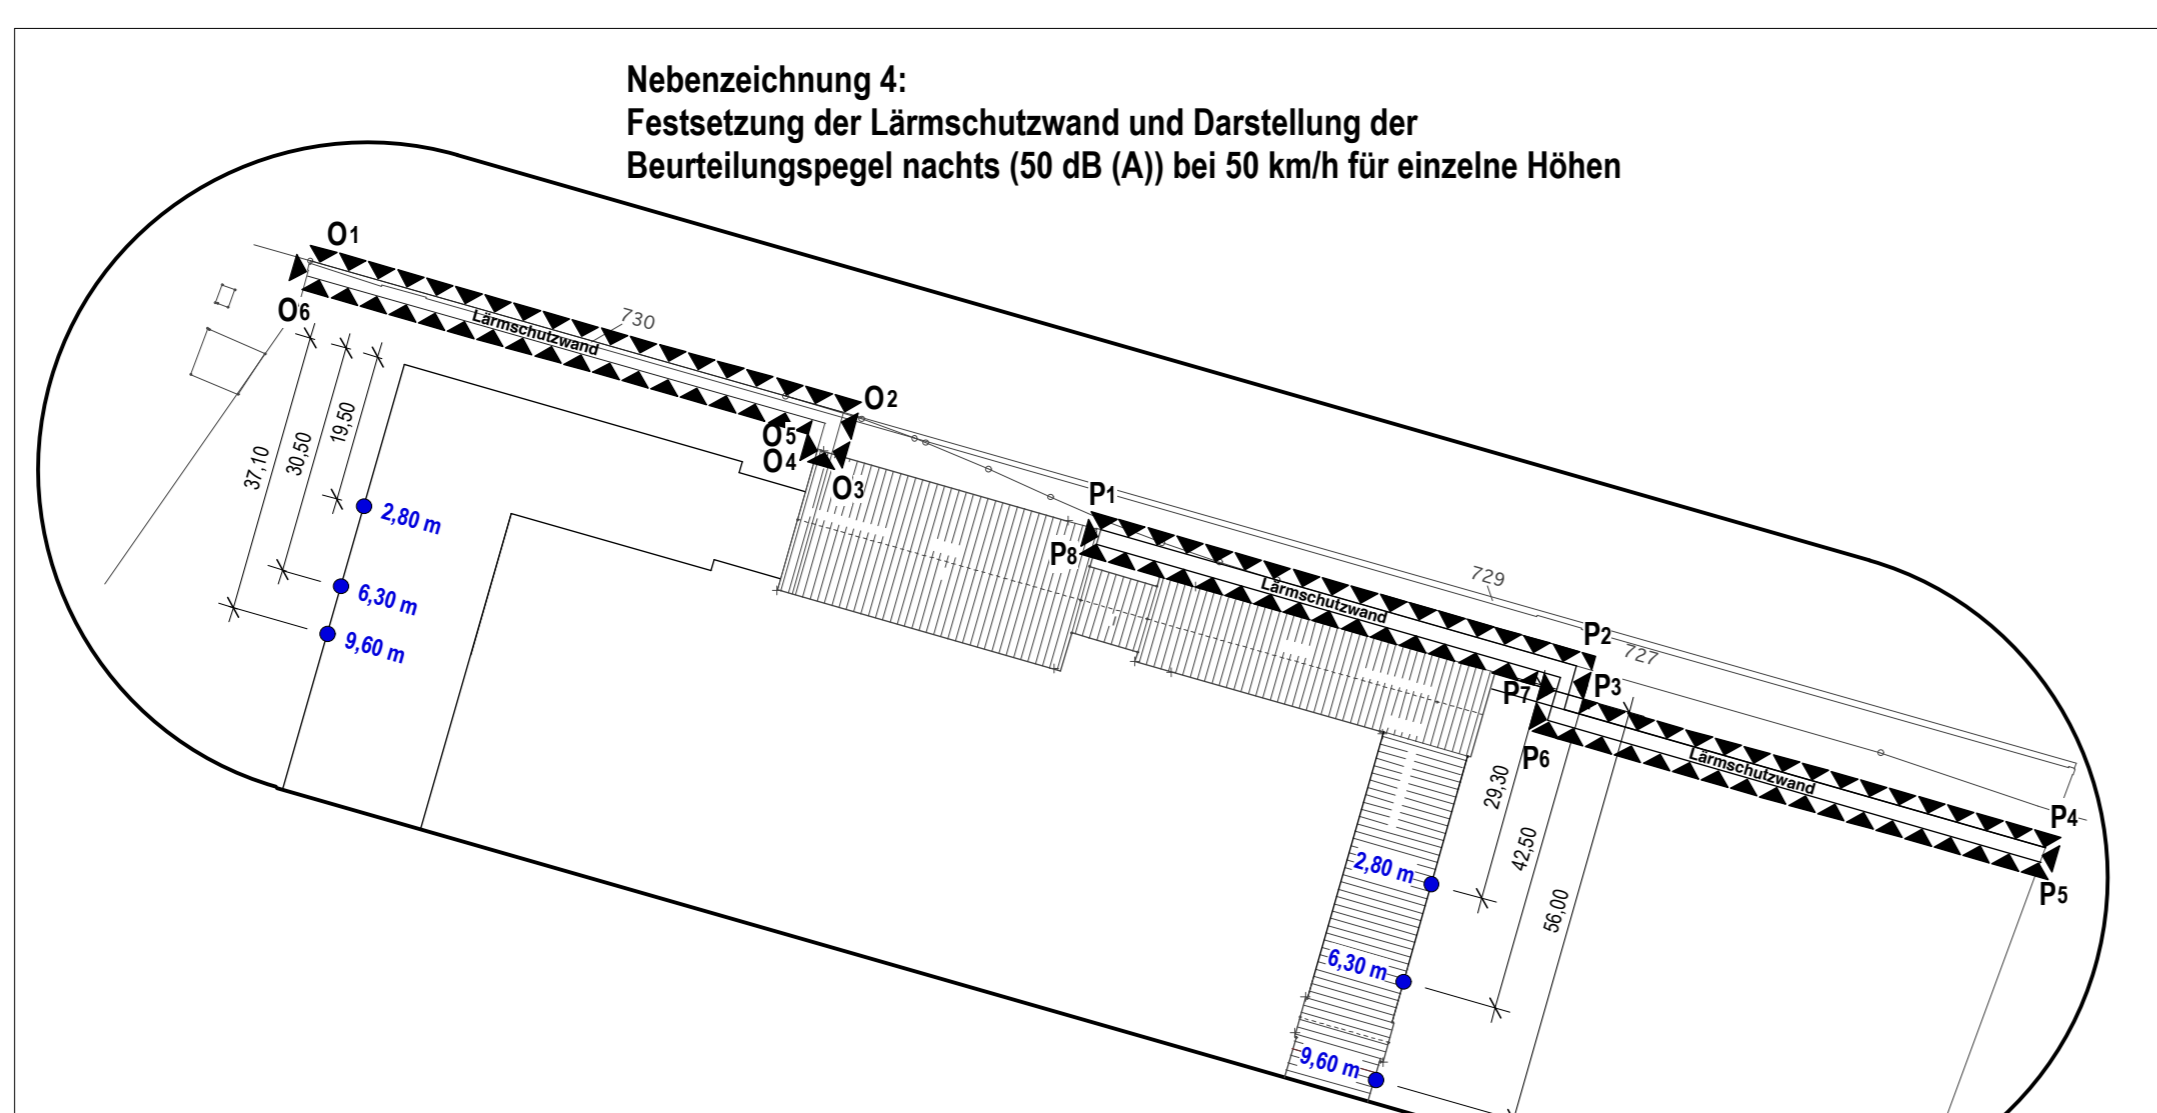 Nebenzeichnung 4:
Festsetzung der Lärmschutzwand und Darstellung der
Beurteilungspegel nachts (50 dB (A)) bei 50 km/h für einzelne Höhen
O1
O6
730
Lärmschutzwand
O2
O5
O4
O3
19,50
30,50
37,10
2,80 m
6,30 m
9,60 m
P1
P8
729
Lärmschutzwand
P2
727
P3
P7
P6
Lärmschutzwand
P4
P5
29,30
42,50
56,00
2,80 m
6,30 m
9,60 m